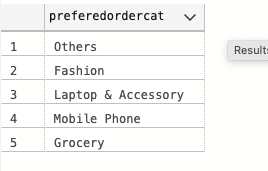 preferedordercat
1 Others
2 Fashion
3 Laptop & Accessory
4 Mobile Phone
5 Grocery
Results